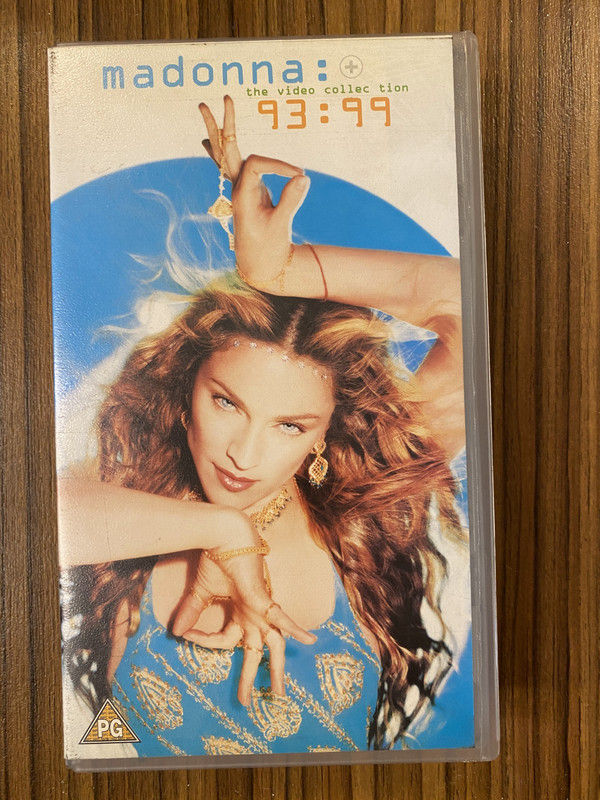 madonna:
the video collec tion
93:99
PG